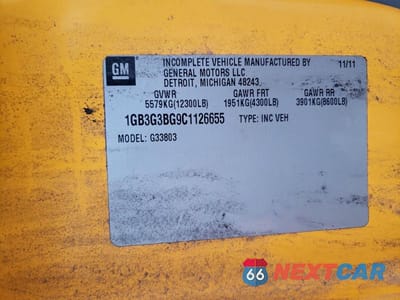 GM
INCOMPLETE VEHICLE MANUFACTURED BY 11/11
GENERAL MOTORS LLC
DETROIT, MICHIGAN 48243
GVWR GAWR FRT GAWR RR
5579KG(12300LB) 1951KG(4300LB) 3901KG(8600LB)
1GB3G3BG9C1126655 TYPE: INC VEH
MODEL: G33803
66 NEXTCAR